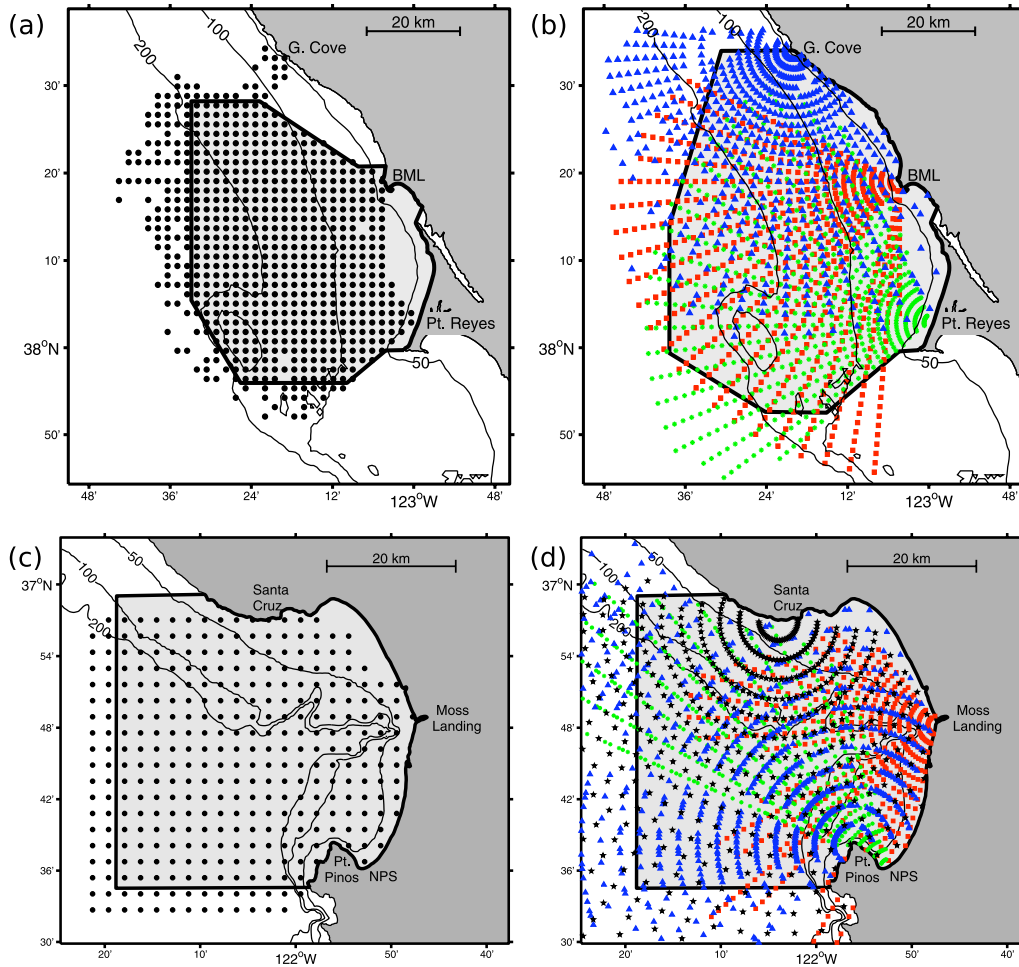 (a)
20 km
100
200
G. Cove
30'
20'
BML
10'
Pt. Reyes
38°N
50
50'
48'
36'
24'
12'
123°W
48'
(b)
20 km
100
200
G. Cove
30'
20'
BML
10'
Pt. Reyes
38°N
50
50'
48'
36'
24'
12'
123°W
48'
(c)
20 km
50
100
200
37°N
Santa
Cruz
54'
Moss
Landing
48'
42'
Pt.
Pinos
NPS
36'
30'
20'
10'
122°W
50'
40'
(d)
20 km
50
100
200
37°N
Santa
Cruz
54'
Moss
Landing
48'
42'
Pt.
Pinos
NPS
36'
30'
20'
10'
122°W
50'
40'